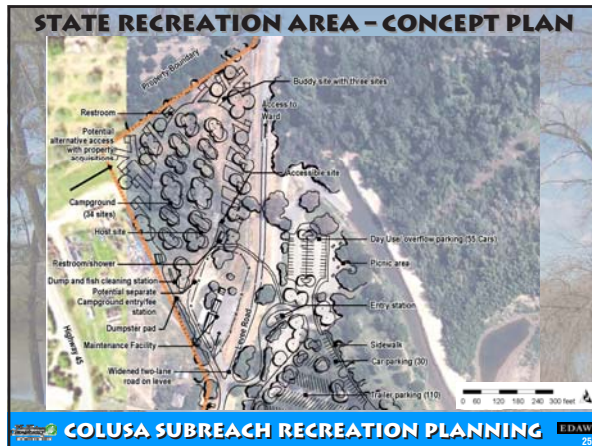 STATE RECREATION AREA – CONCEPT PLAN
Property Boundary
Buddy site with three sites
Restroom
Access to
Ward
Potential
alternative access
with property
acquisitions
Accessible site
Campground
(34 sites)
Host site
Day Use/overflow parking (55 Cars)
Restroom/shower
Picnic area
Dump and fish cleaning station
Potential separate
Campground entry/fee
station
Entry station
Dumpster pad
Levee Road
Sidewalk
Maintenance Facility
Car parking (30)
Highway 45
Widened two-lane
road on levee
Trailer parking (110)
0 60 120 180 240 300 feet
COLUSA SUBREACH RECREATION PLANNING
EDAW
25